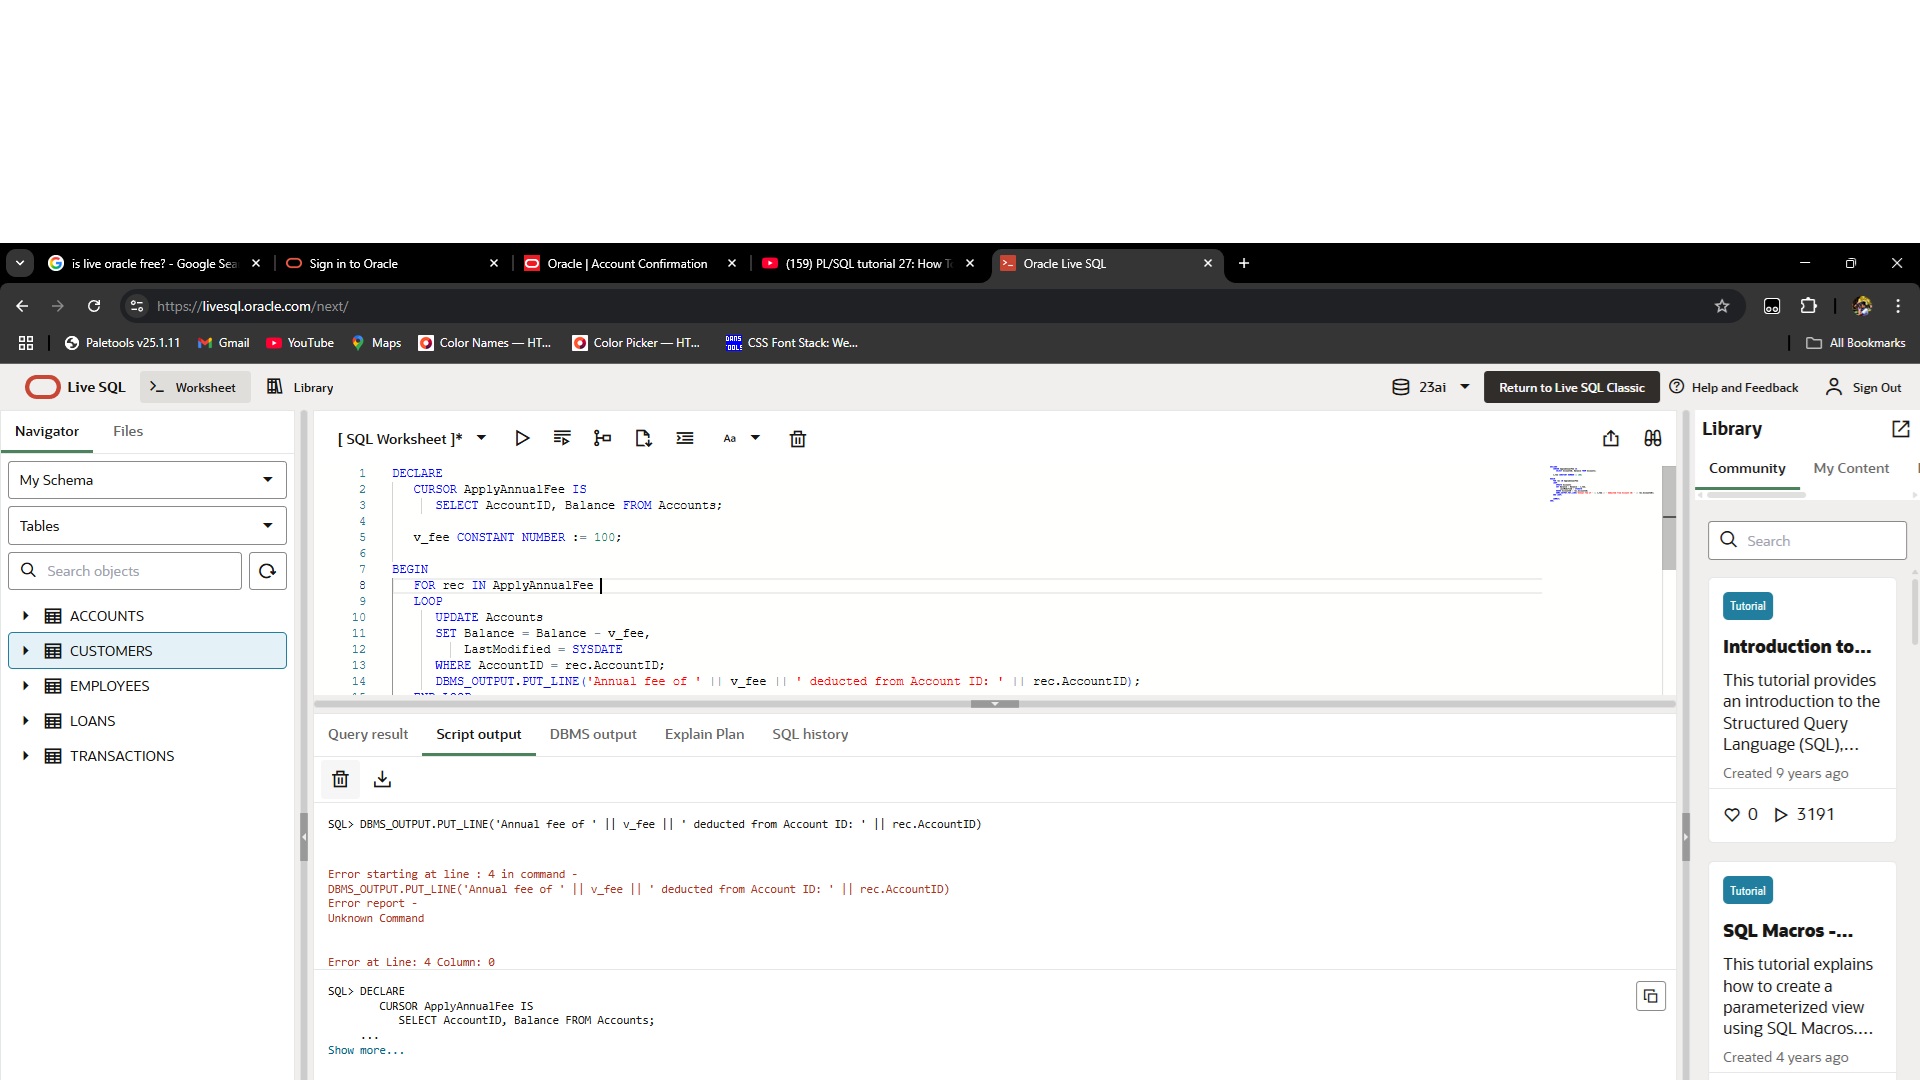 is live oracle free? - Google Sea
Sign in to Oracle
Oracle | Account Confirmation
(159) PL/SQL tutorial 27: How T
Oracle Live SQL
https://livesql.oracle.com/next/
Paletools v25.1.11
Gmail
YouTube
Maps
Color Names — HT...
Color Picker — HT...
CSS Font Stack: We...
All Bookmarks
Live SQL
Worksheet
Library
23ai
Return to Live SQL Classic
Help and Feedback
Sign Out
Navigator
Files
My Schema
Tables
Search objects
ACCOUNTS
CUSTOMERS
EMPLOYEES
LOANS
TRANSACTIONS
[ SQL Worksheet ]*
Aa
1 DECLARE
2 CURSOR ApplyAnnualFee IS
3 SELECT AccountID, Balance FROM Accounts;
4
5 v_fee CONSTANT NUMBER := 100;
6
7 BEGIN
8 FOR rec IN ApplyAnnualFee
9 LOOP
10 UPDATE Accounts
11 SET Balance = Balance - v_fee,
12 LastModified = SYSDATE
13 WHERE AccountID = rec.AccountID;
14 DBMS_OUTPUT.PUT_LINE('Annual fee of ' || v_fee || ' deducted from Account ID: ' || rec.AccountID);
15 END LOOP
Query result
Script output
DBMS output
Explain Plan
SQL history
SQL> DBMS_OUTPUT.PUT_LINE('Annual fee of ' || v_fee || ' deducted from Account ID: ' || rec.AccountID)
Error starting at line : 4 in command -
DBMS_OUTPUT.PUT_LINE('Annual fee of ' || v_fee || ' deducted from Account ID: ' || rec.AccountID)
Error report -
Unknown Command
Error at Line: 4 Column: 0
SQL> DECLARE
CURSOR ApplyAnnualFee IS
SELECT AccountID, Balance FROM Accounts;
...
Show more...
Library
Community
My Content
Search
Tutorial
Introduction to...
This tutorial provides
an introduction to the
Structured Query
Language (SQL),...
Created 9 years ago
0
3191
Tutorial
SQL Macros -...
This tutorial explains
how to create a
parameterized view
using SQL Macros....
Created 4 years ago